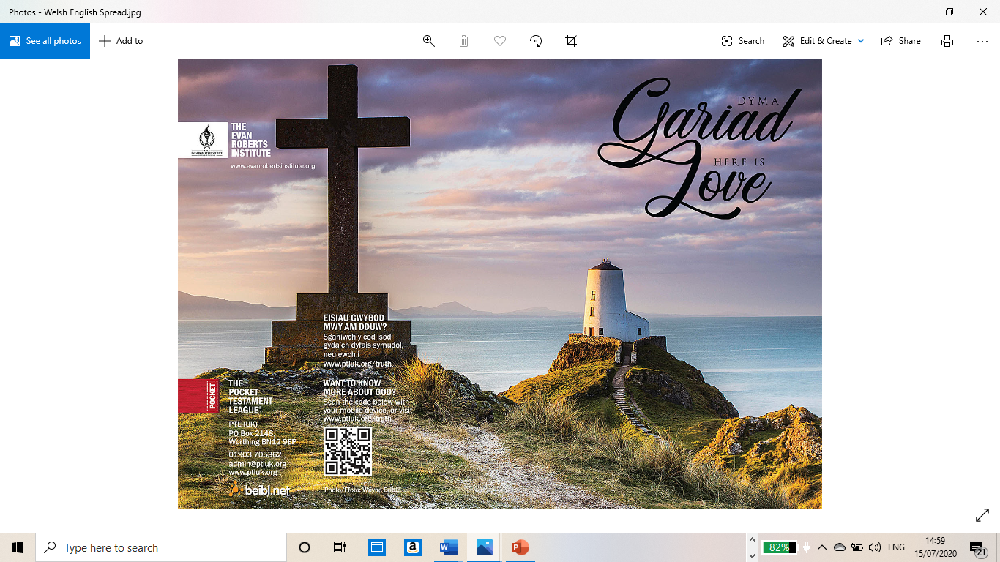 Photos - Welsh English Spread.jpg
See all photos
Add to
Search
Edit & Create
Share
DYMA
Gariad
HERE IS
Love
THE
EVAN
ROBERTS
INSTITUTE
www.evanrobertsinstitute.org
EISIAU GWYBOD
MWY AM DDUW?
Sganiwch y cod isod
gyda'ch dyfais symudol,
neu ewch i
www.ptluk.org/truth
POCKET
THE
POCKET
TESTAMENT
LEAGUE
PTL (UK)
PO Box 2148,
Worthing BN12 9EP
01903 705362
admin@ptluk.org
www.ptluk.org
beibl.net
WANT TO KNOW
MORE ABOUT GOD?
Scan the code below with
your mobile device, or visit
www.ptluk.org/truth
Photo/Ffoto: Wayne
Type here to search
82%
ENG
14:59
15/07/2020
21